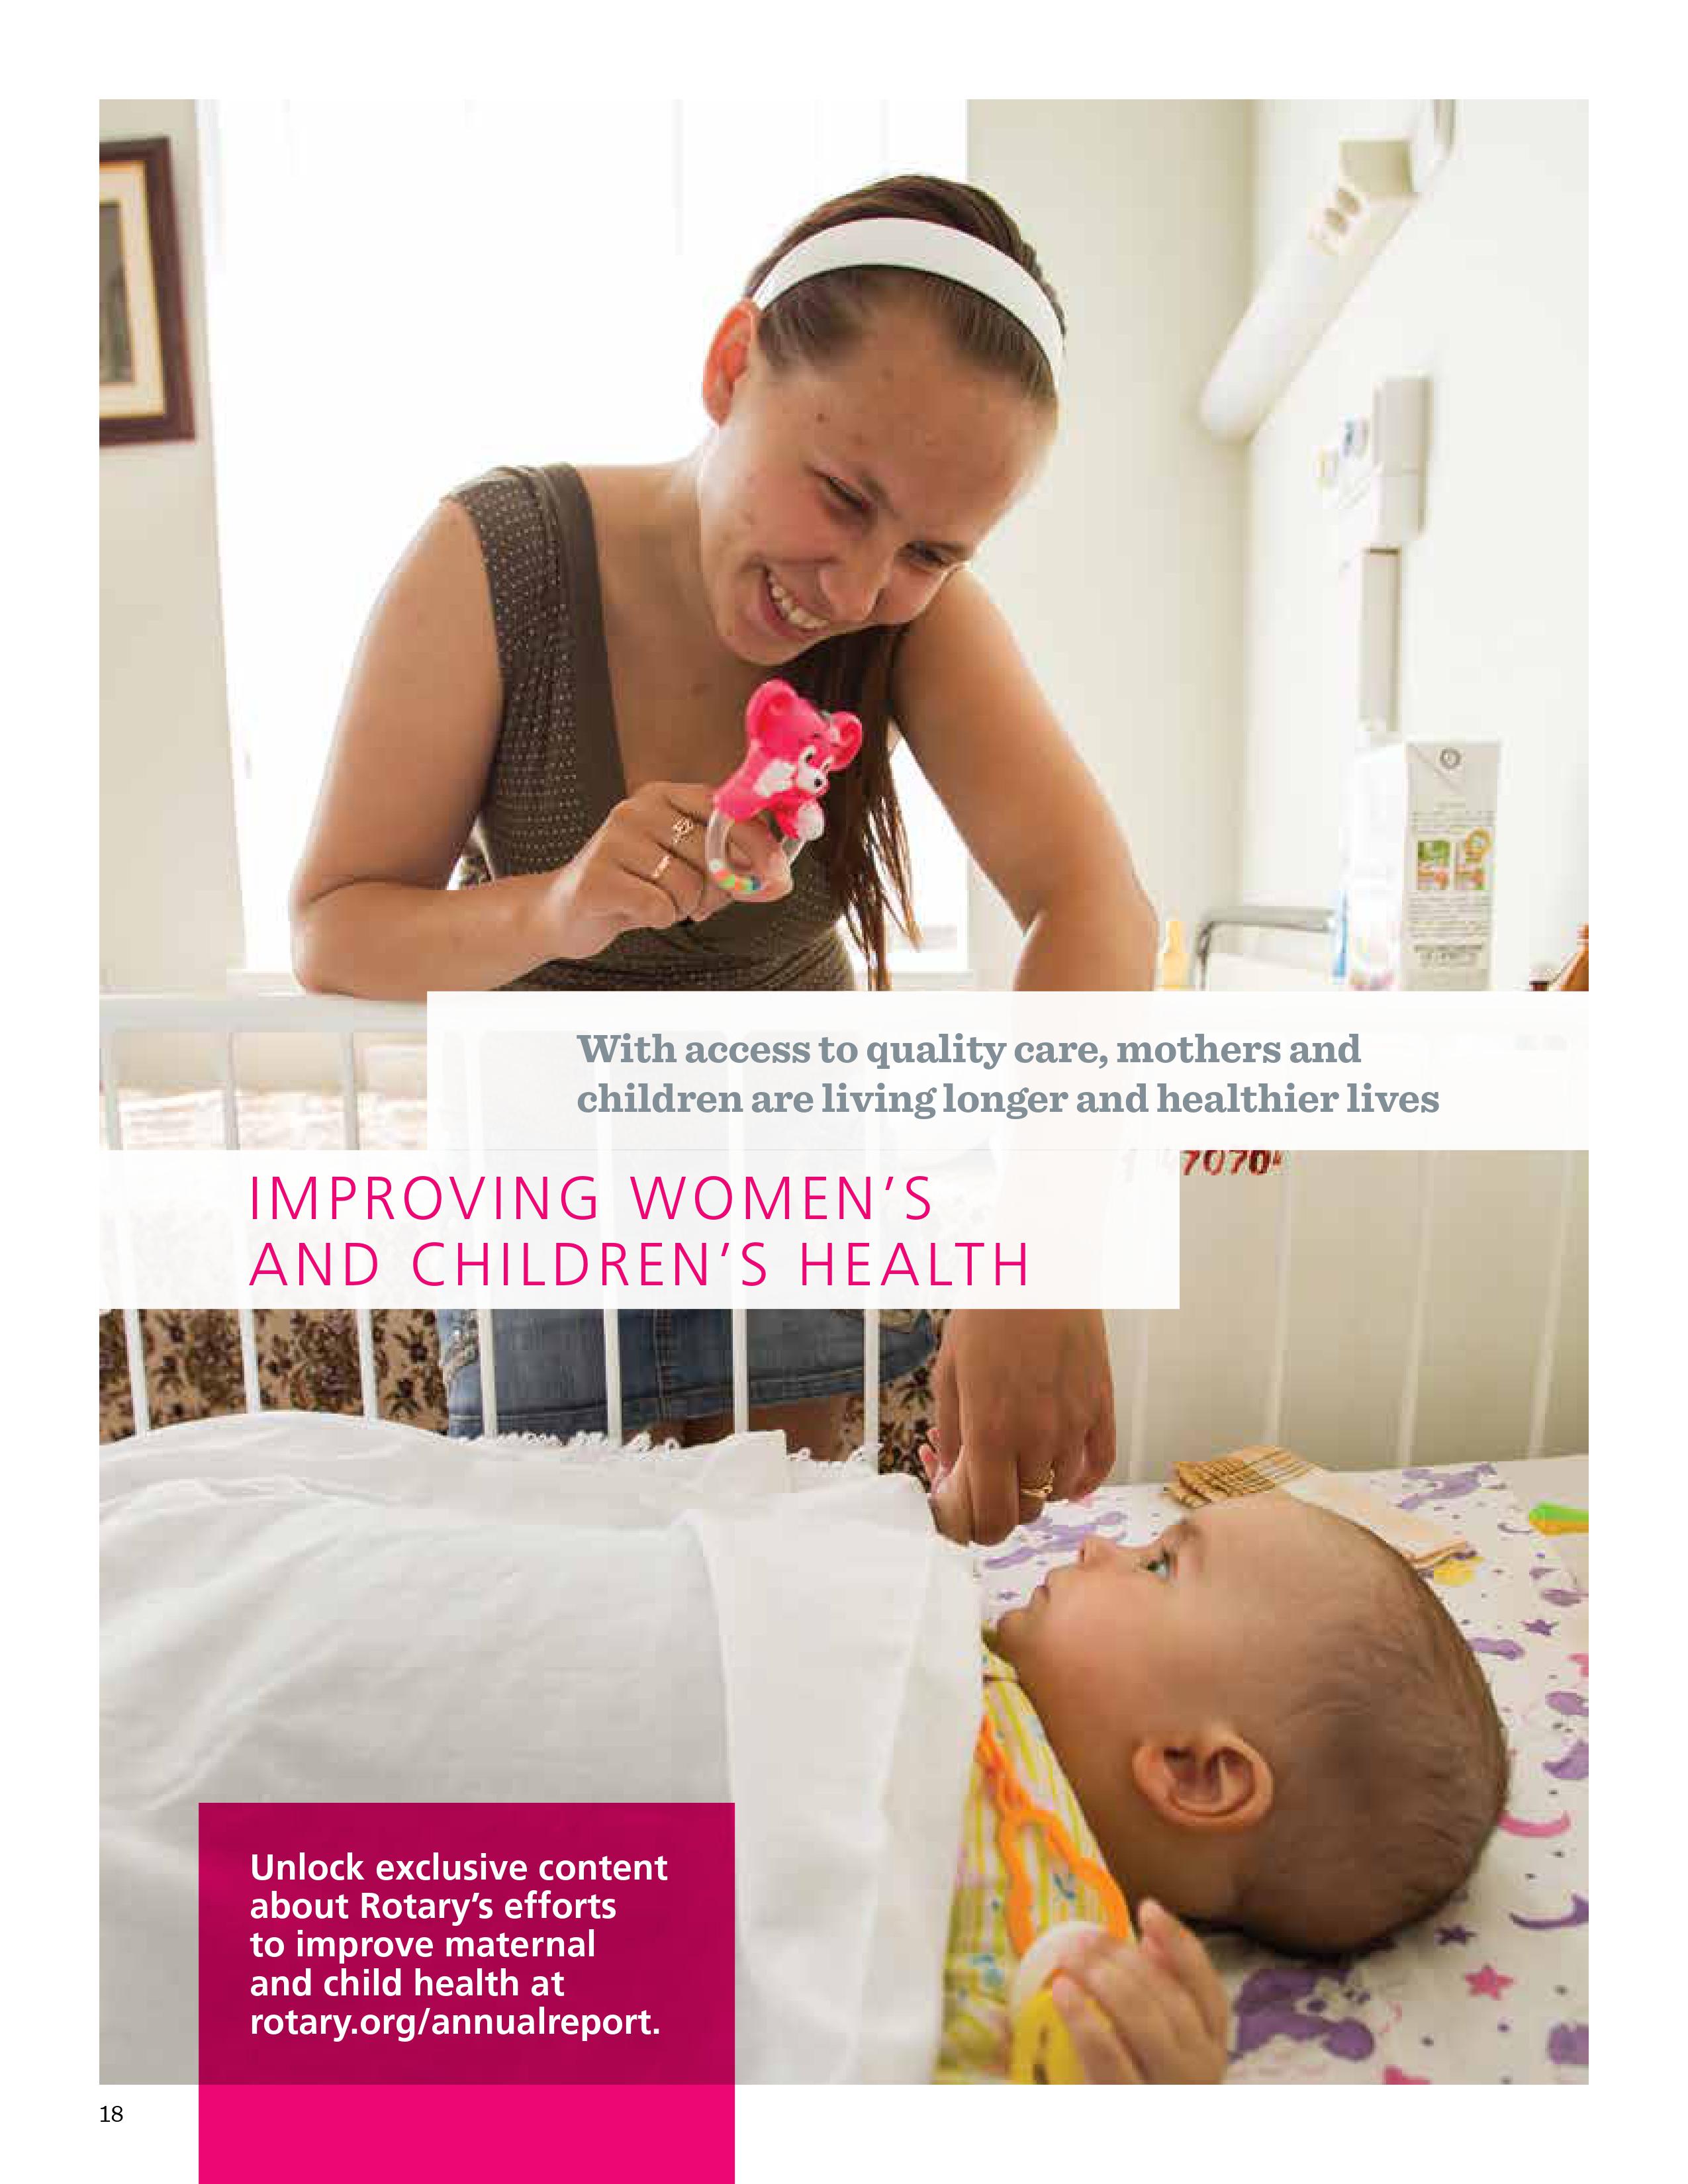 With access to quality care, mothers and
children are living longer and healthier lives
IMPROVING WOMEN’S
AND CHILDREN’S HEALTH
Unlock exclusive content
about Rotary’s efforts
to improve maternal
and child health at
rotary.org/annualreport.
18